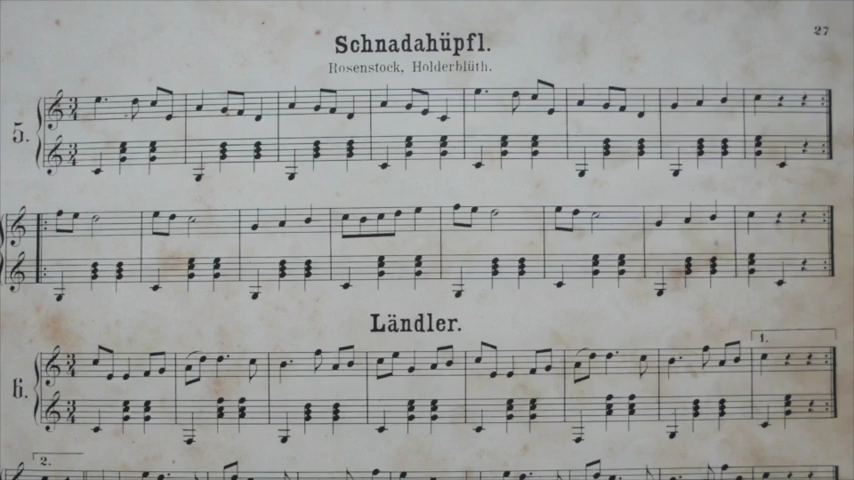 27
Schnadahüpfl.
Rosenstock, Holderblüth.
5.
Ländler.
1.
6.
2.